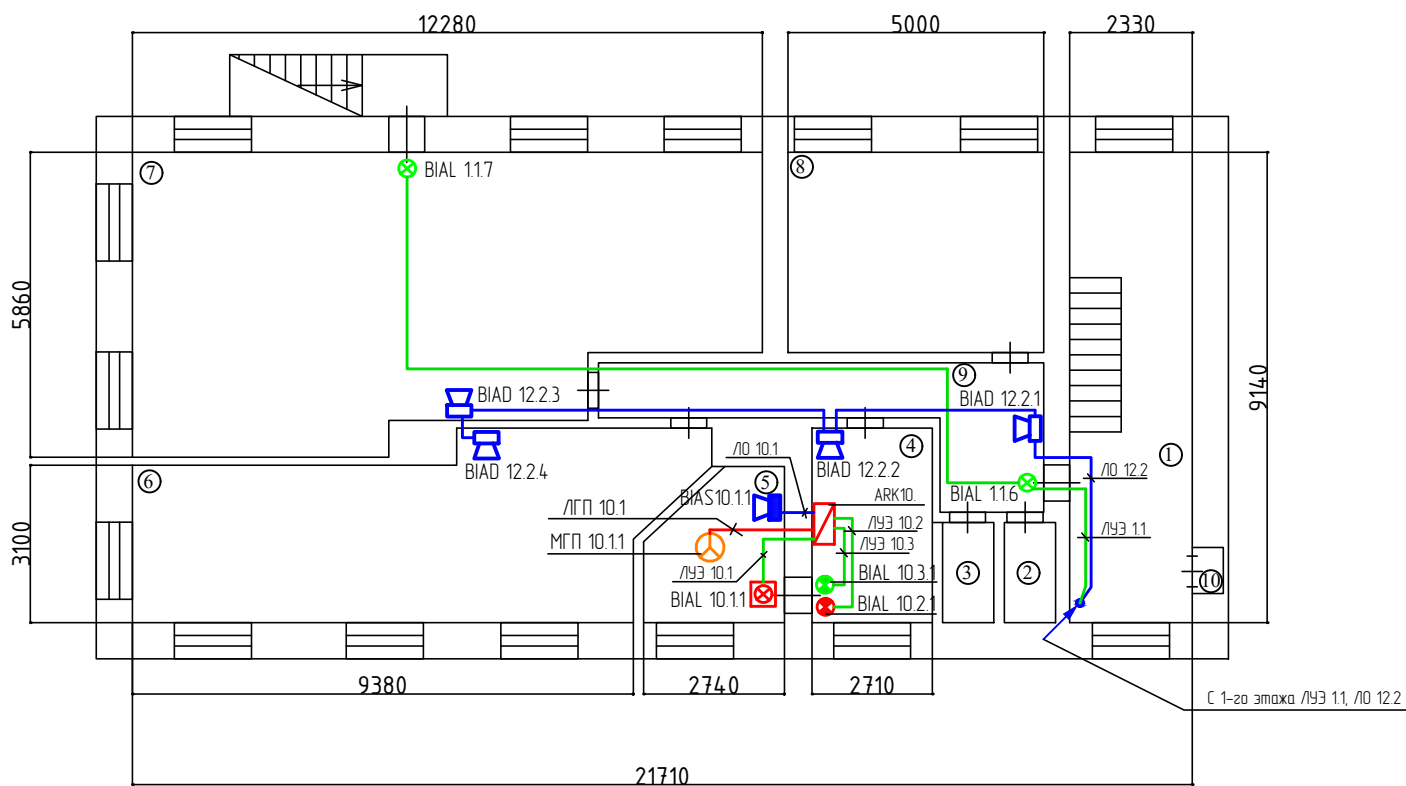 12280
5000
2330
7
8
BIAL 1.1.7
5860
9
BIAD 12.2.3
BIAD 12.2.1
9140
4
1
ЛО 10.1
BIAD 12.2.4
BIAD 12.2.2
ЛО 12.2
6
5
BIAL 1.1.6
BIAS10.1.1
ARK10.
ЛГП 10.1
ЛУЭ 10.2
ЛУЭ 1.1
МГП 10.1.1
ЛУЭ 10.3
3100
ЛУЭ 10.1
BIAL 10.3.1
3
2
10
BIAL 10.1.1
BIAL 10.2.1
9380
2740
2710
С 1-го этажа ЛУЭ 1.1, ЛО 12.2
21710